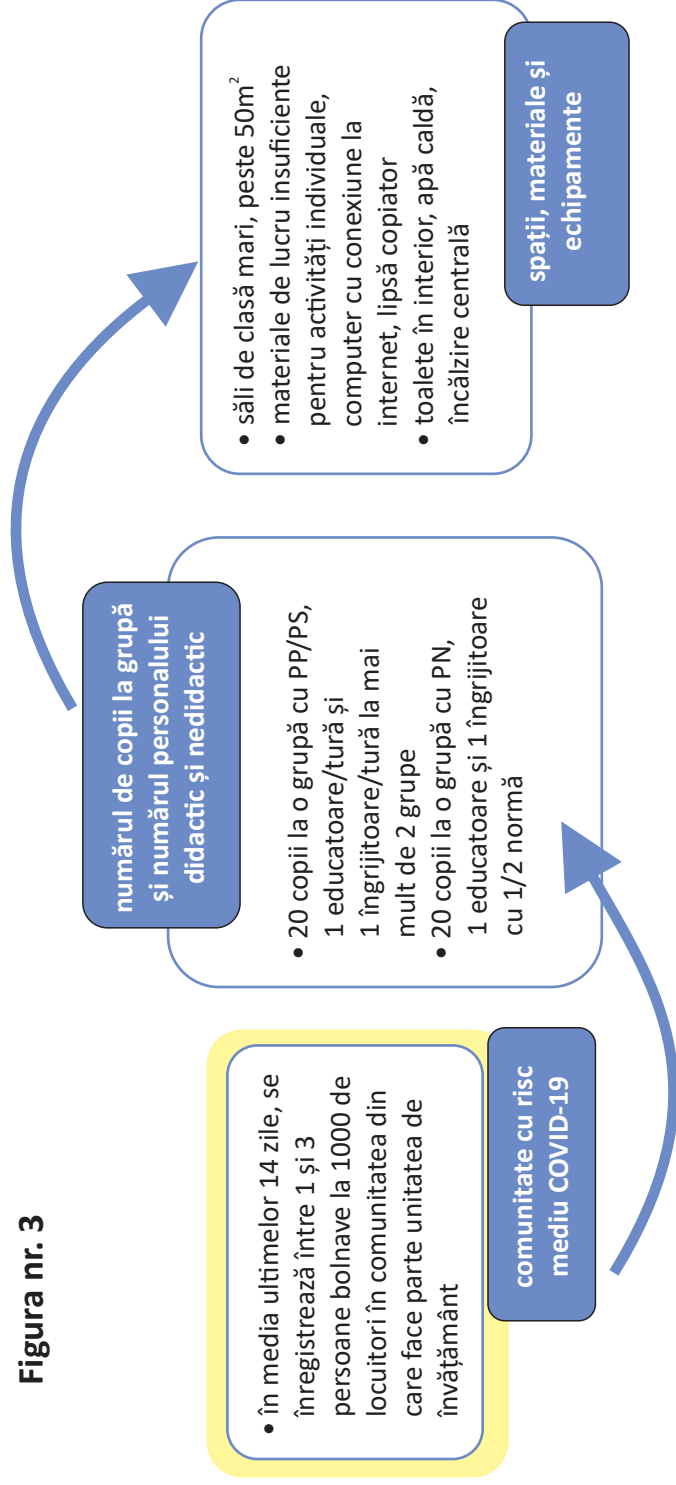 Figura nr. 3
• în media ultimelor 14 zile, se
înregistrează între 1 și 3
persoane bolnave la 1000 de
locuitori în comunitatea din
care face parte unitatea de
învățământ
comunitate cu risc
mediu COVID-19
numărul de copii la grupă
și numărul personalului
didactic și nedidactic
• 20 copii la o grupă cu PP/PS,
1 educatoare/tură și
1 îngrijitoare/tură la mai
mult de 2 grupe
• 20 copii la o grupă cu PN,
1 educatoare și 1 îngrijitoare
cu 1/2 normă
• săli de clasă mari, peste 50m²
• materiale de lucru insuficiente
pentru activități individuale,
computer cu conexiune la
internet, lipsă copiator
• toalete în interior, apă caldă,
încălzire centrală
spații, materiale și
echipamente